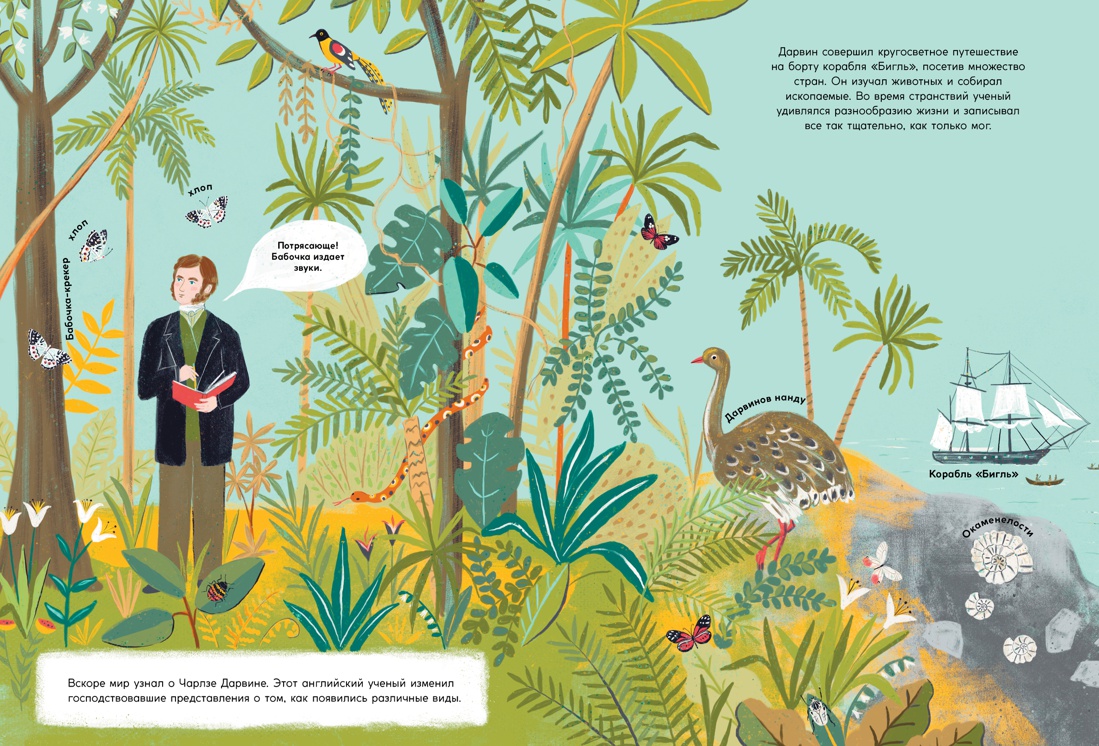 Дарвин совершил кругосветное путешествие
на борту корабля «Бигль», посетив множество
стран. Он изучал животных и собирал
ископаемые. Во время странствий ученый
удивлялся разнообразию жизни и записывал
все так тщательно, как только мог.
хлоп
хлоп
Бабочка-крекер
Потрясающе!
Бабочка издает
звуки.
Дарвинов нанду
Корабль «Бигль»
Окаменелости
Вскоре мир узнал о Чарлзе Дарвине. Этот английский ученый изменил
господствовавшие представления о том, как появились различные виды.